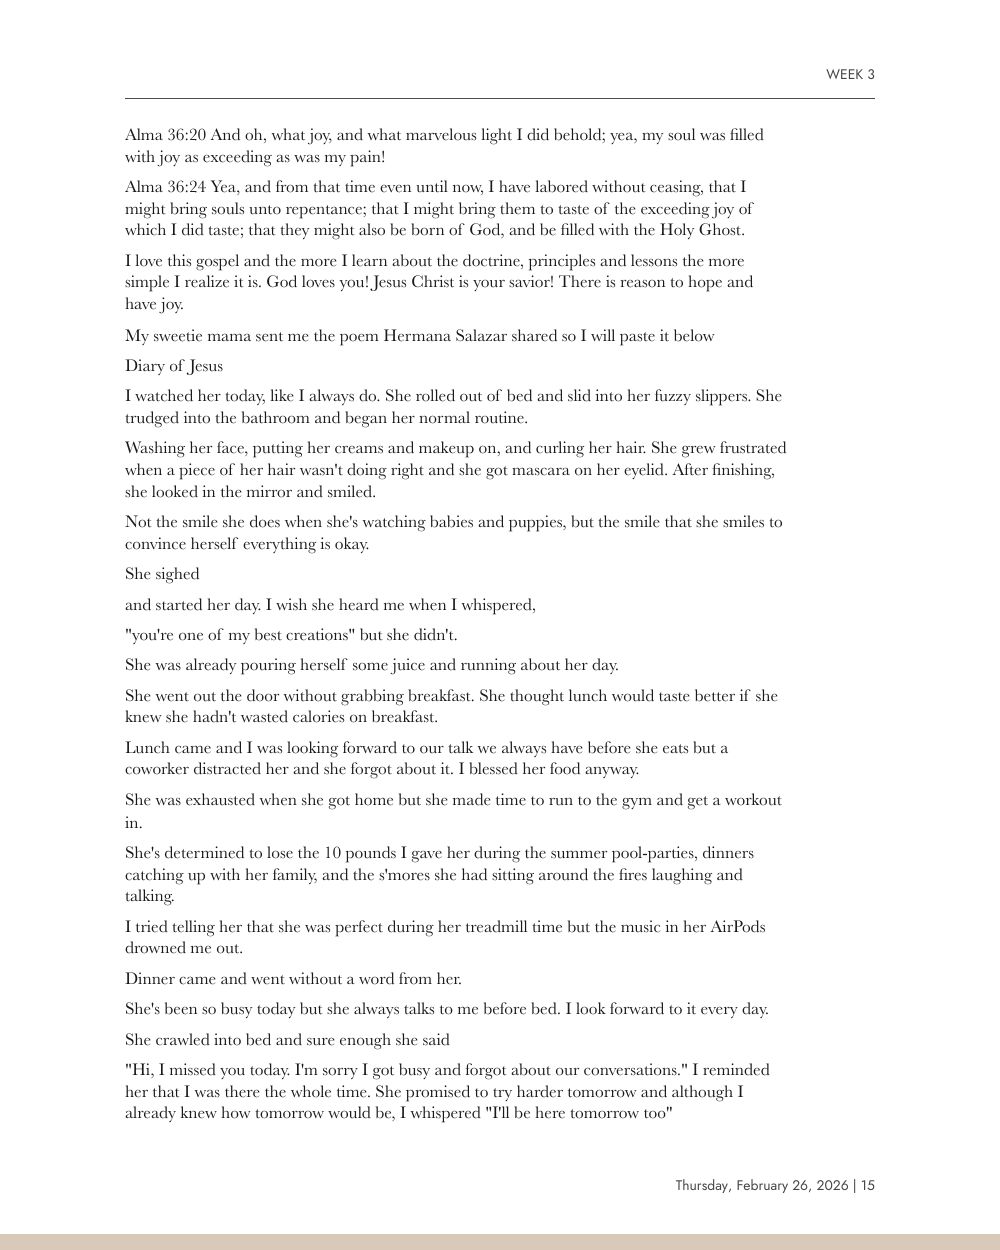 WEEK 3
Alma 36:20 And oh, what joy, and what marvelous light I did behold; yea, my soul was filled
with joy as exceeding as was my pain!
Alma 36:24 Yea, and from that time even until now, I have labored without ceasing, that I
might bring souls unto repentance; that I might bring them to taste of the exceeding joy of
which I did taste; that they might also be born of God, and be filled with the Holy Ghost.
I love this gospel and the more I learn about the doctrine, principles and lessons the more
simple I realize it is. God loves you! Jesus Christ is your savior! There is reason to hope and
have joy.
My sweetie mama sent me the poem Hermana Salazar shared so I will paste it below
Diary of Jesus
I watched her today, like I always do. She rolled out of bed and slid into her fuzzy slippers. She
trudged into the bathroom and began her normal routine.
Washing her face, putting her creams and makeup on, and curling her hair. She grew frustrated
when a piece of her hair wasn't doing right and she got mascara on her eyelid. After finishing,
she looked in the mirror and smiled.
Not the smile she does when she's watching babies and puppies, but the smile that she smiles to
convince herself everything is okay.
She sighed
and started her day. I wish she heard me when I whispered,
"you're one of my best creations" but she didn't.
She was already pouring herself some juice and running about her day.
She went out the door without grabbing breakfast. She thought lunch would taste better if she
knew she hadn't wasted calories on breakfast.
Lunch came and I was looking forward to our talk we always have before she eats but a
coworker distracted her and she forgot about it. I blessed her food anyway.
She was exhausted when she got home but she made time to run to the gym and get a workout
in.
She's determined to lose the 10 pounds I gave her during the summer pool-parties, dinners
catching up with her family, and the s'mores she had sitting around the fires laughing and
talking.
I tried telling her that she was perfect during her treadmill time but the music in her AirPods
drowned me out.
Dinner came and went without a word from her.
She's been so busy today but she always talks to me before bed. I look forward to it every day.
She crawled into bed and sure enough she said
"Hi, I missed you today. I'm sorry I got busy and forgot about our conversations." I reminded
her that I was there the whole time. She promised to try harder tomorrow and although I
already knew how tomorrow would be, I whispered "I'll be here tomorrow too"
Thursday, February 26, 2026 | 15